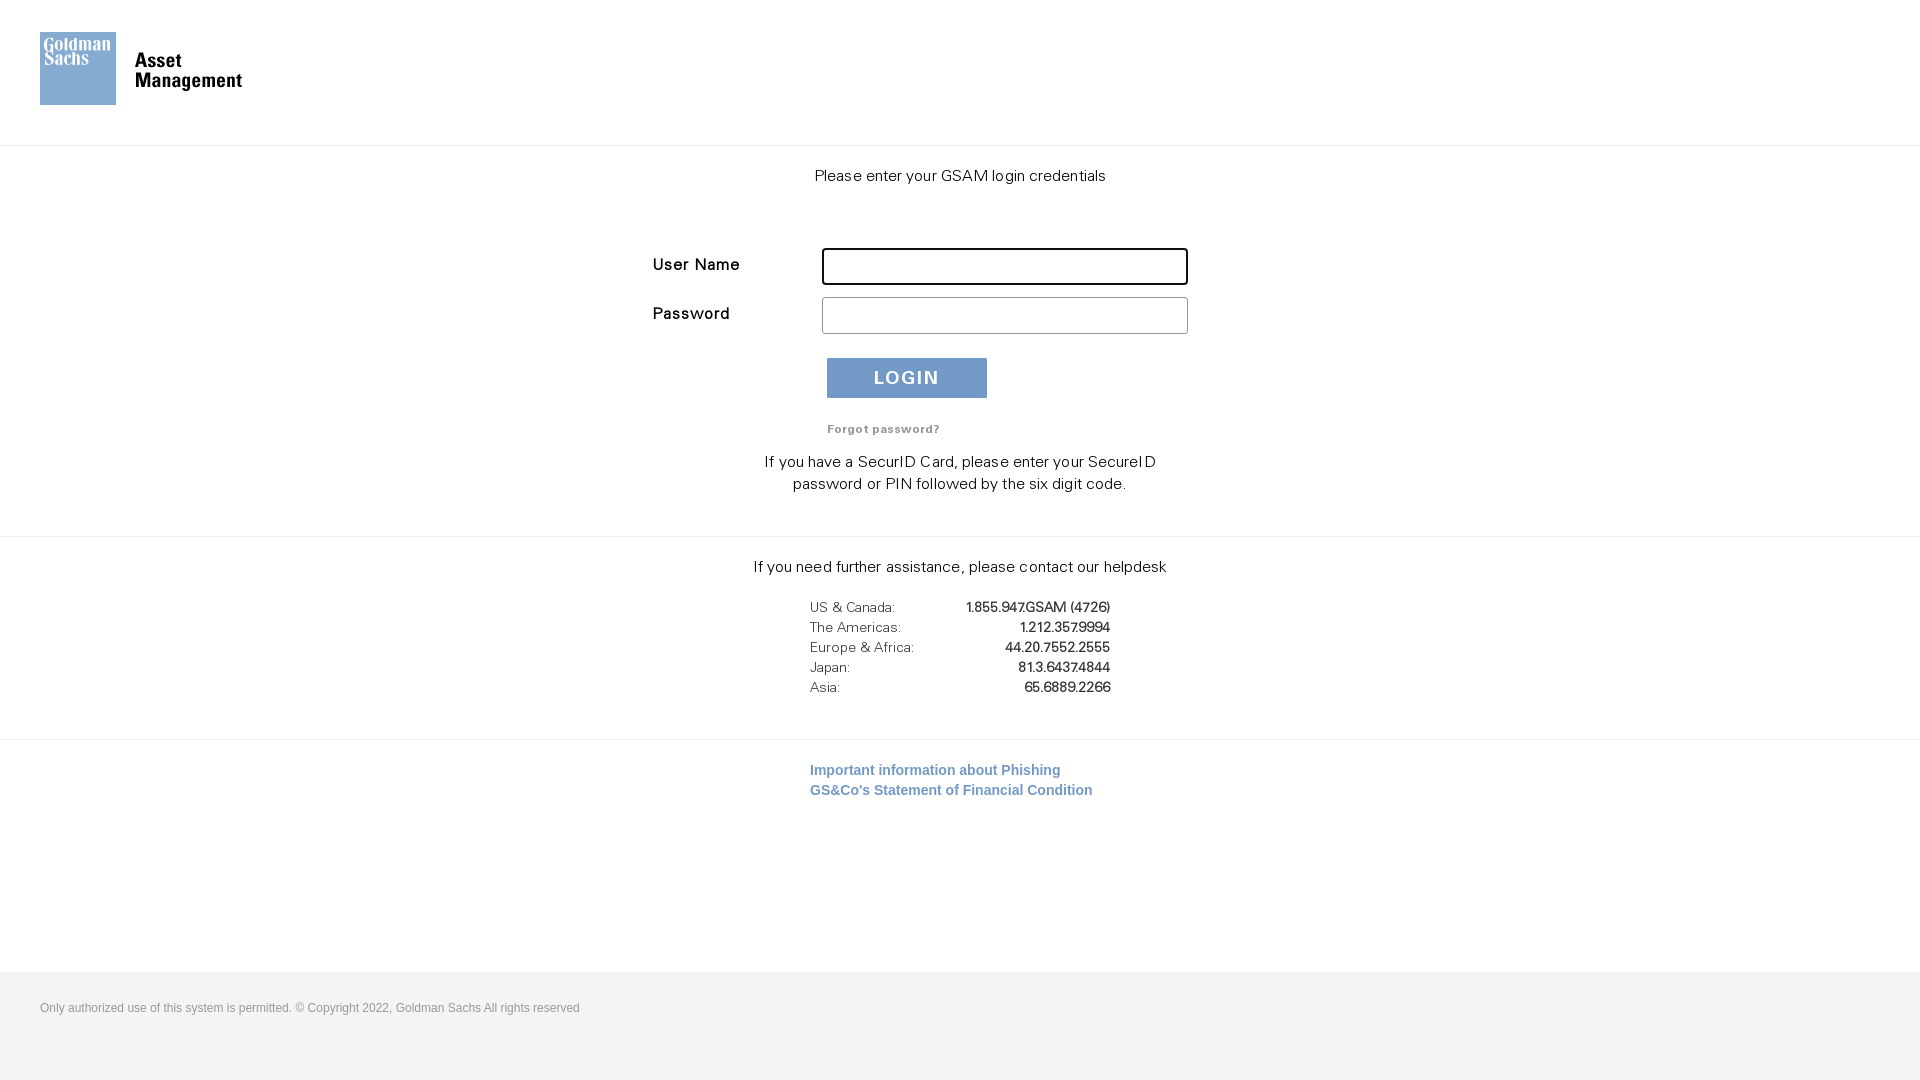 Goldman
Sachs
Asset
Management
Please enter your GSAM login credentials
User Name
Password
LOGIN
Forgot password?
If you have a SecurID Card, please enter your SecureID
password or PIN followed by the six digit code.
If you need further assistance, please contact our helpdesk
US & Canada: 1.855.947.GSAM (4726)
The Americas: 1.212.357.9994
Europe & Africa: 44.20.7552.2555
Japan: 81.3.6437.4844
Asia: 65.6889.2266
Important information about Phishing
GS&Co's Statement of Financial Condition
Only authorized use of this system is permitted. © Copyright 2022, Goldman Sachs All rights reserved